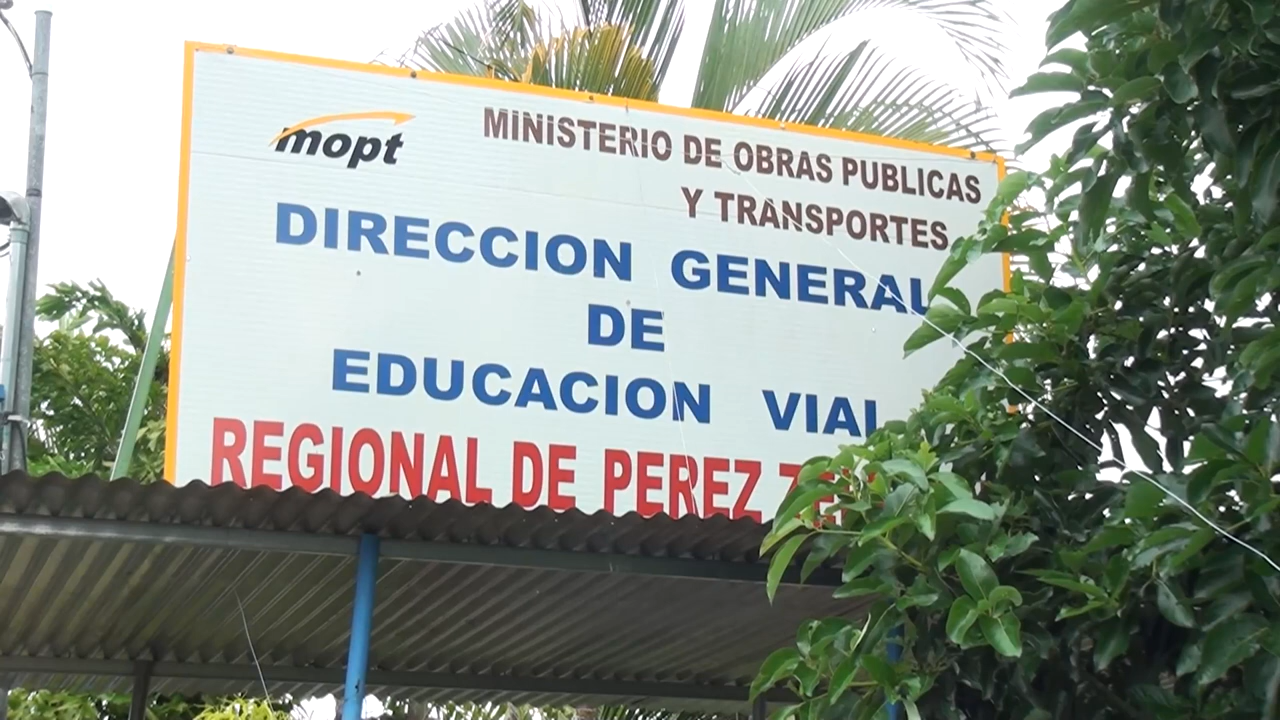 mopt
MINISTERIO DE OBRAS PUBLICAS
Y TRANSPORTES
DIRECCION GENERAL
DE
EDUCACION VIAL
REGIONAL DE PEREZ